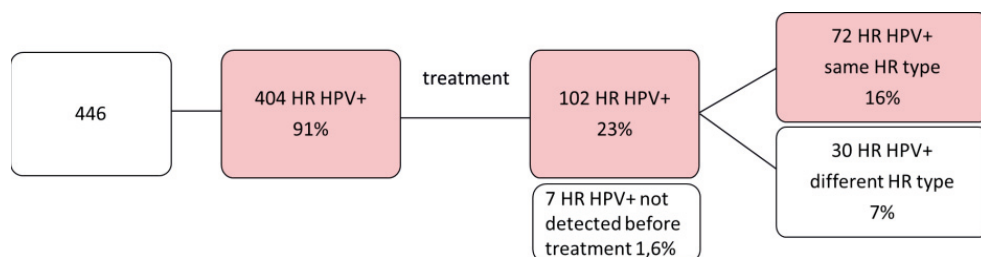 446
404 HR HPV+
91%
treatment
102 HR HPV+
23%
7 HR HPV+ not
detected before
treatment 1,6%
72 HR HPV+
same HR type
16%
30 HR HPV+
different HR type
7%